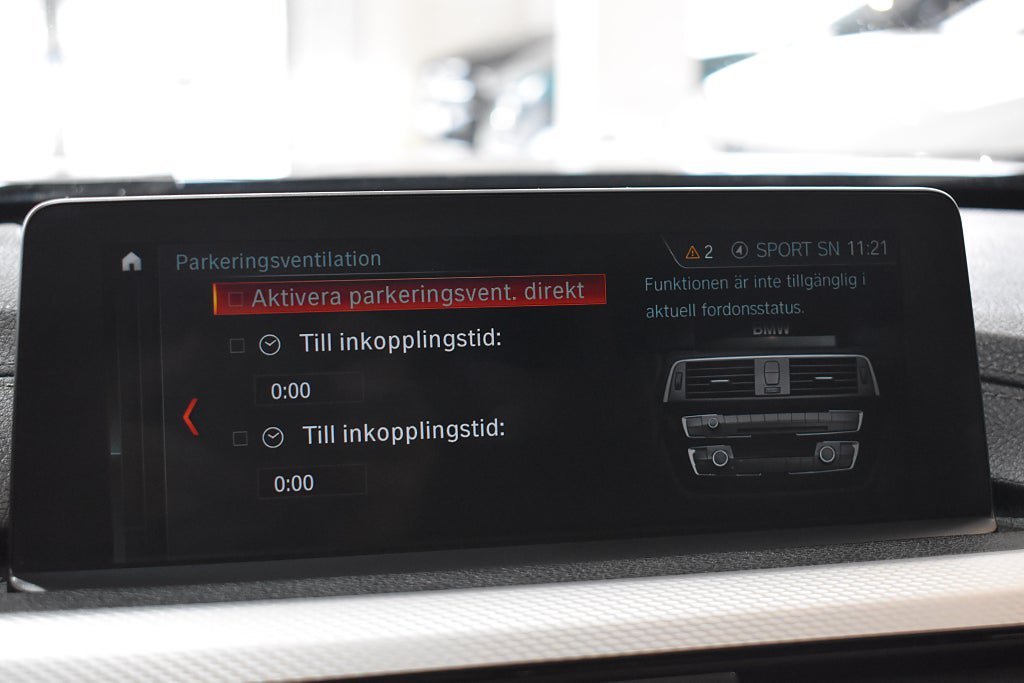 Parkeringsventilation
2 SPORT SN 11:21
Aktivera parkeringsvent. direkt
Funktionen är inte tillgänglig i
aktuell fordonsstatus.
BMW
Till inkopplingstid:
0:00
Till inkopplingstid:
0:00